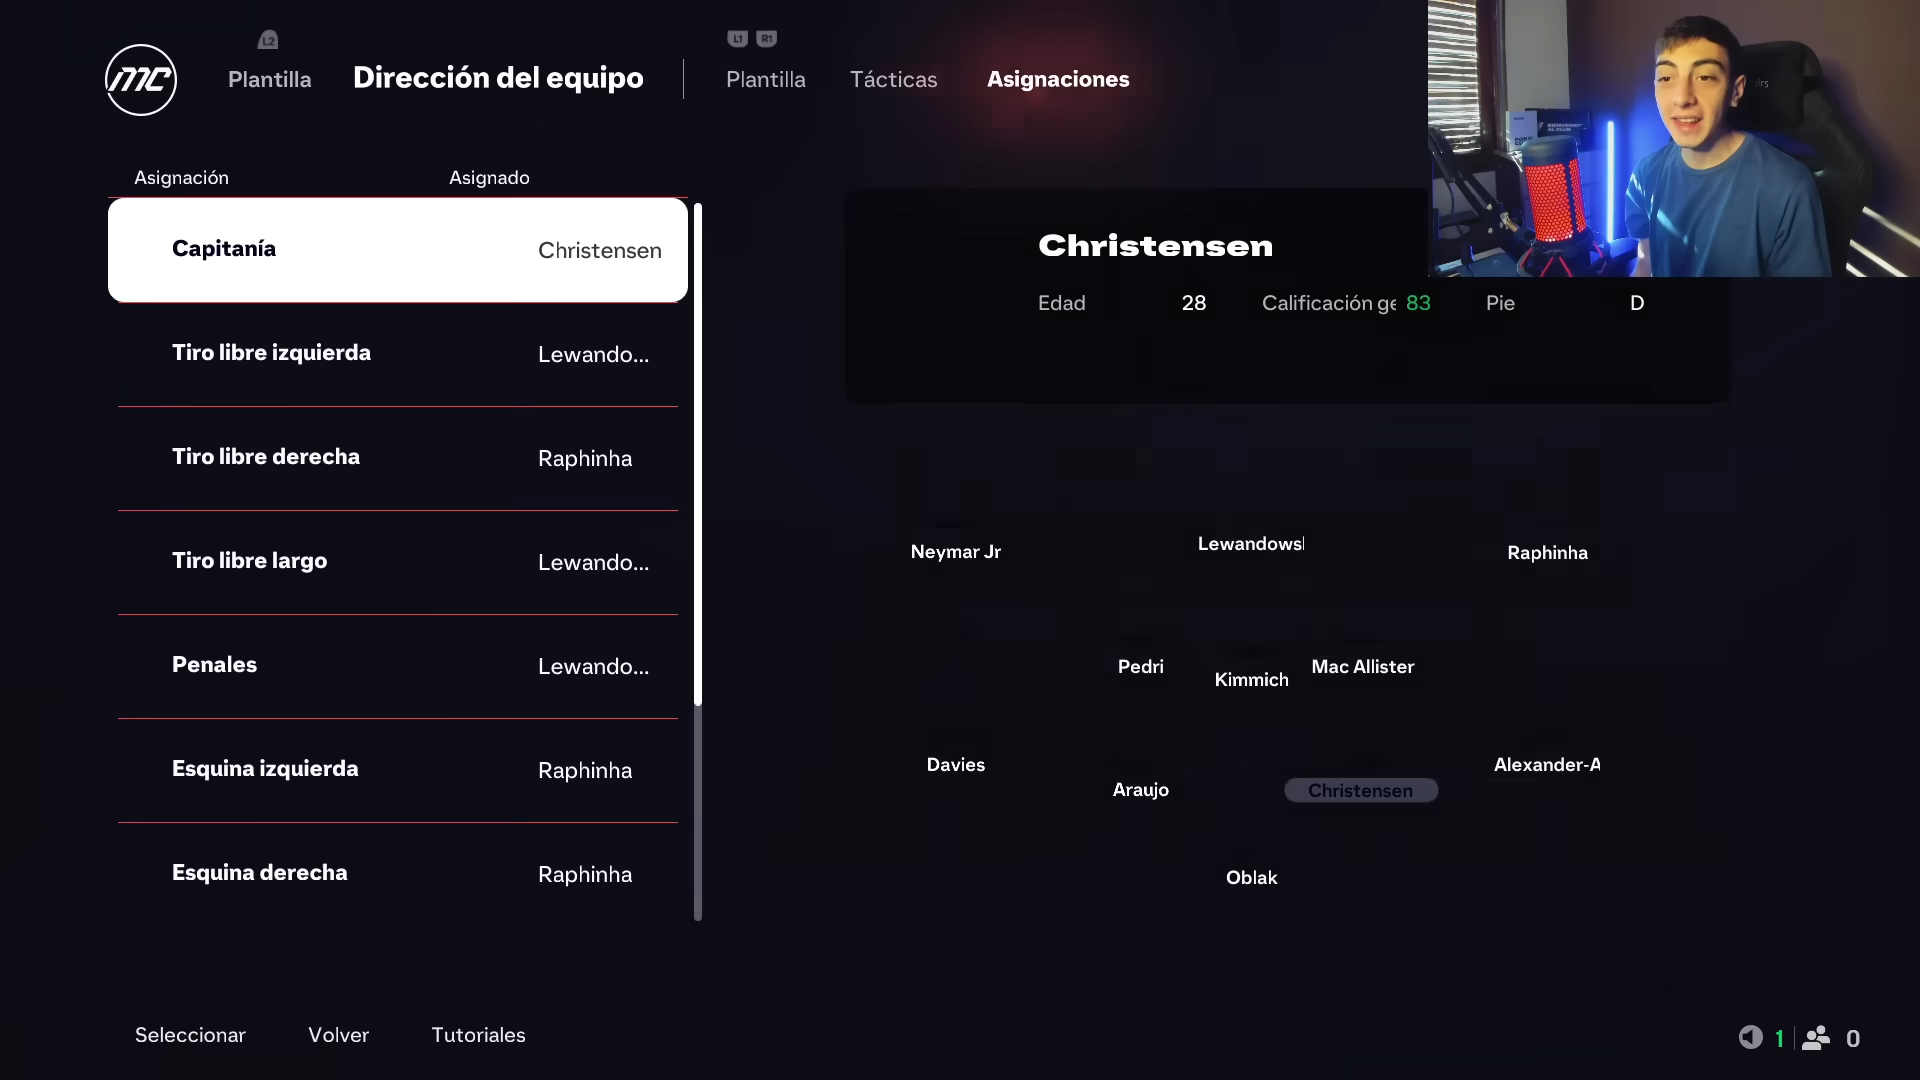 L2
L1 R1
MC
Plantilla
Dirección del equipo
Plantilla
Tácticas
Asignaciones
Asignación
Asignado
Capitanía
Christensen
Tiro libre izquierda
Lewando...
Tiro libre derecha
Raphinha
Tiro libre largo
Lewando...
Penales
Lewando...
Esquina izquierda
Raphinha
Esquina derecha
Raphinha
Christensen
Edad 28 Calificación ge 83 Pie D
Neymar Jr
Lewandows
Raphinha
Pedri
Kimmich
Mac Allister
Davies
Araujo
Christensen
Alexander-A
Oblak
Seleccionar
Volver
Tutoriales
1
0